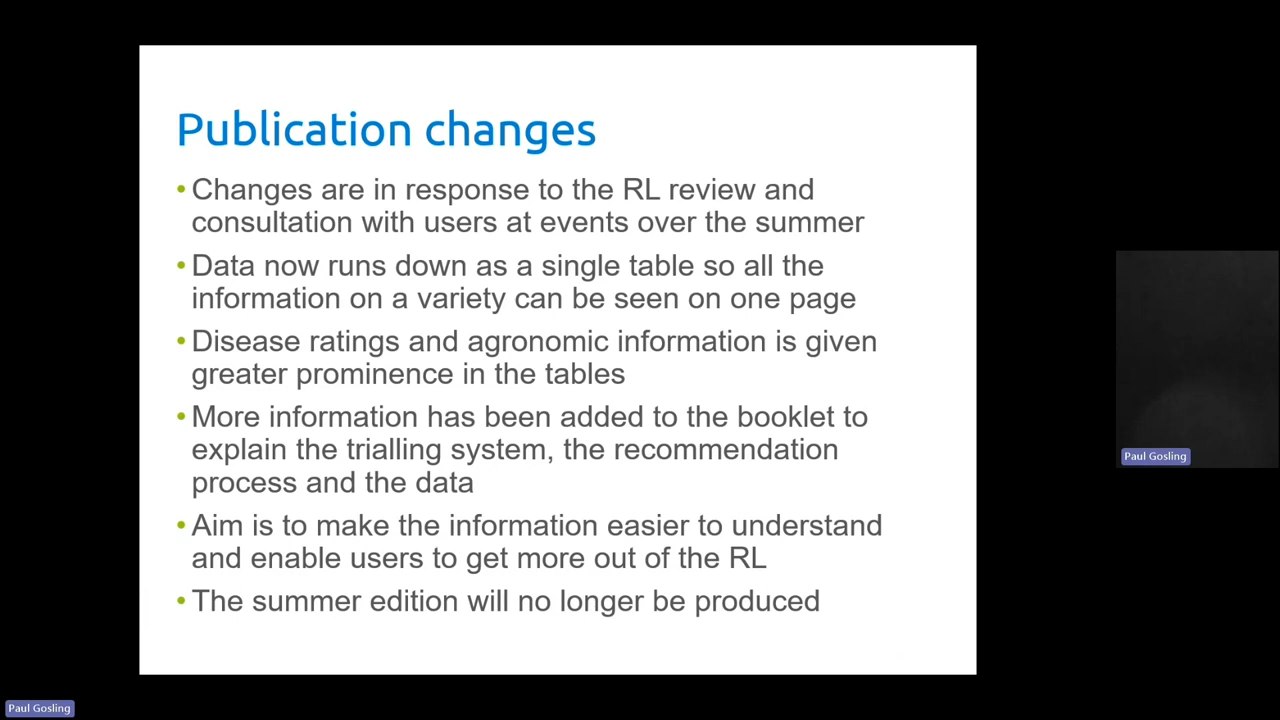 Publication changes
• Changes are in response to the RL review and
consultation with users at events over the summer
• Data now runs down as a single table so all the
information on a variety can be seen on one page
• Disease ratings and agronomic information is given
greater prominence in the tables
• More information has been added to the booklet to
explain the trialling system, the recommendation
process and the data
• Aim is to make the information easier to understand
and enable users to get more out of the RL
• The summer edition will no longer be produced
Paul Gosling
Paul Gosling